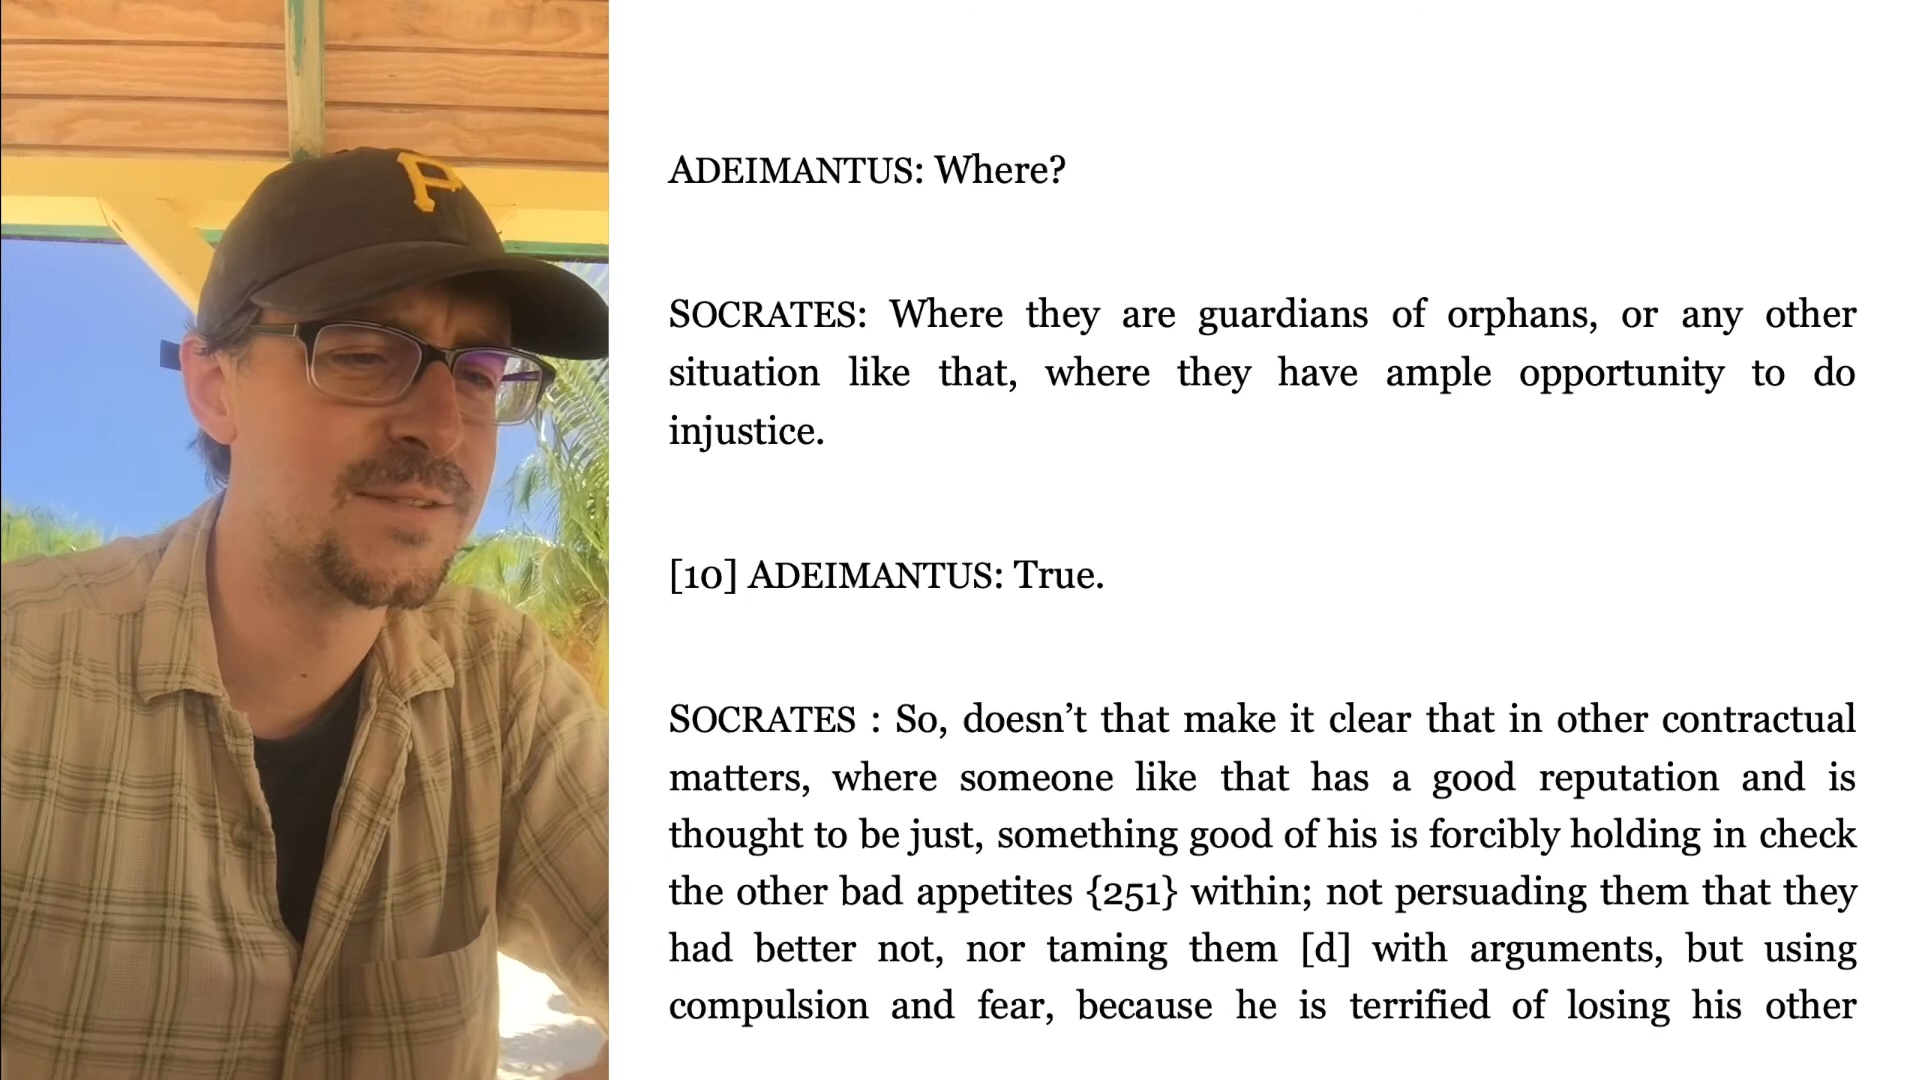 P
ADEIMANTUS: Where?
SOCRATES: Where they are guardians of orphans, or any other
situation like that, where they have ample opportunity to do
injustice.
[10] ADEIMANTUS: True.
SOCRATES : So, doesn’t that make it clear that in other contractual
matters, where someone like that has a good reputation and is
thought to be just, something good of his is forcibly holding in check
the other bad appetites {251} within; not persuading them that they
had better not, nor taming them [d] with arguments, but using
compulsion and fear, because he is terrified of losing his other